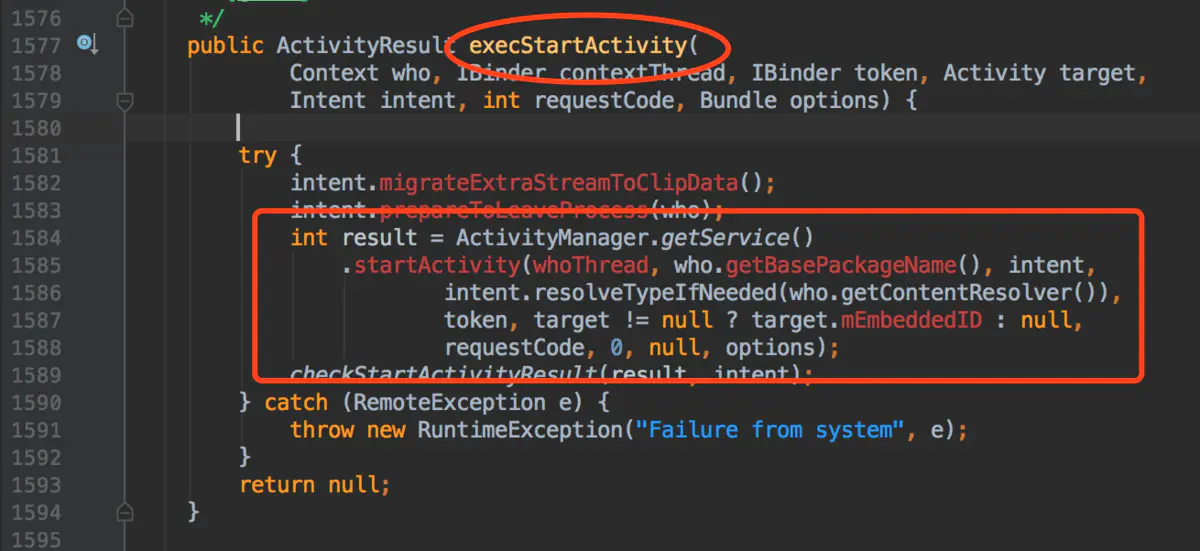 1576 */
1577 public ActivityResult execStartActivity(
1578 Context who, IBinder contextThread, IBinder token, Activity target,
1579 Intent intent, int requestCode, Bundle options) {
1580
1581 try {
1582 intent.migrateExtraStreamToClipData();
1583 intent.prepareToLeaveProcess(who);
1584 int result = ActivityManager.getService()
1585 .startActivity(whoThread, who.getBasePackageName(), intent,
1586 intent.resolveTypeIfNeeded(who.getContentResolver()),
1587 token, target != null ? target.mEmbeddedID : null,
1588 requestCode, 0, null, options);
1589 checkStartActivityResult(result, intent);
1590 } catch (RemoteException e) {
1591 throw new RuntimeException("Failure from system", e);
1592 }
1593 return null;
1594 }
1595